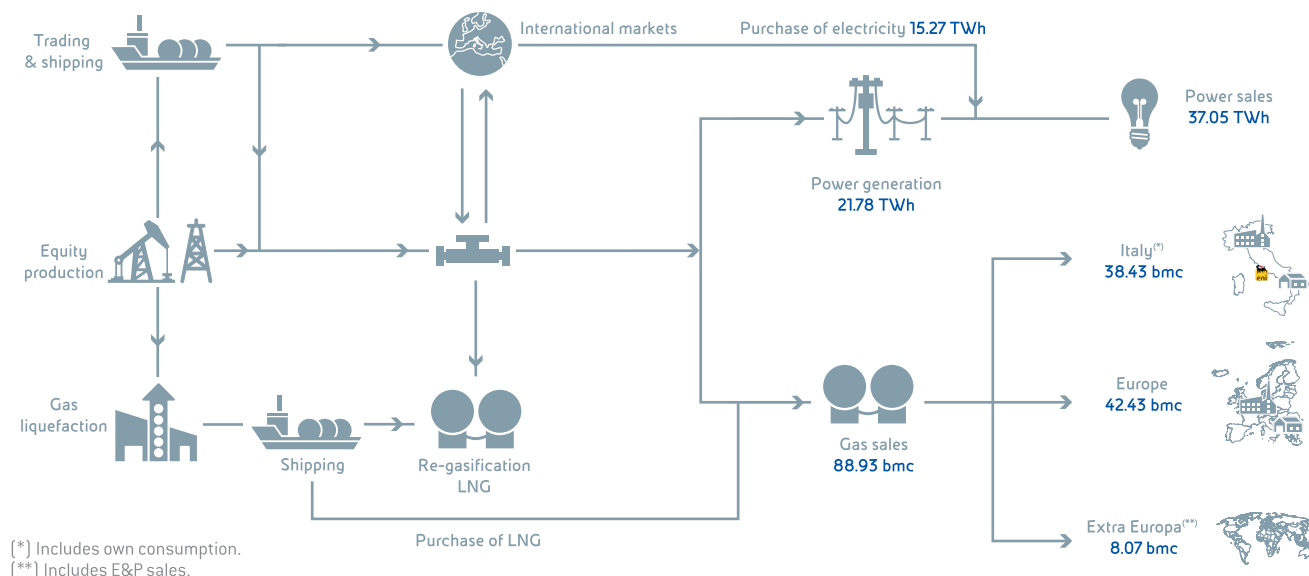 Trading
& shipping
International markets
Purchase of electricity 15.27 TWh
Power sales
37.05 TWh
Power generation
21.78 TWh
Equity
production
Italy(*)
38.43 bmc
eni
Gas
liquefaction
Shipping
Re-gasification
LNG
Gas sales
88.93 bmc
Europe
42.43 bmc
Purchase of LNG
Extra Europa(**)
8.07 bmc
(*) Includes own consumption.
(**) Includes E&P sales.